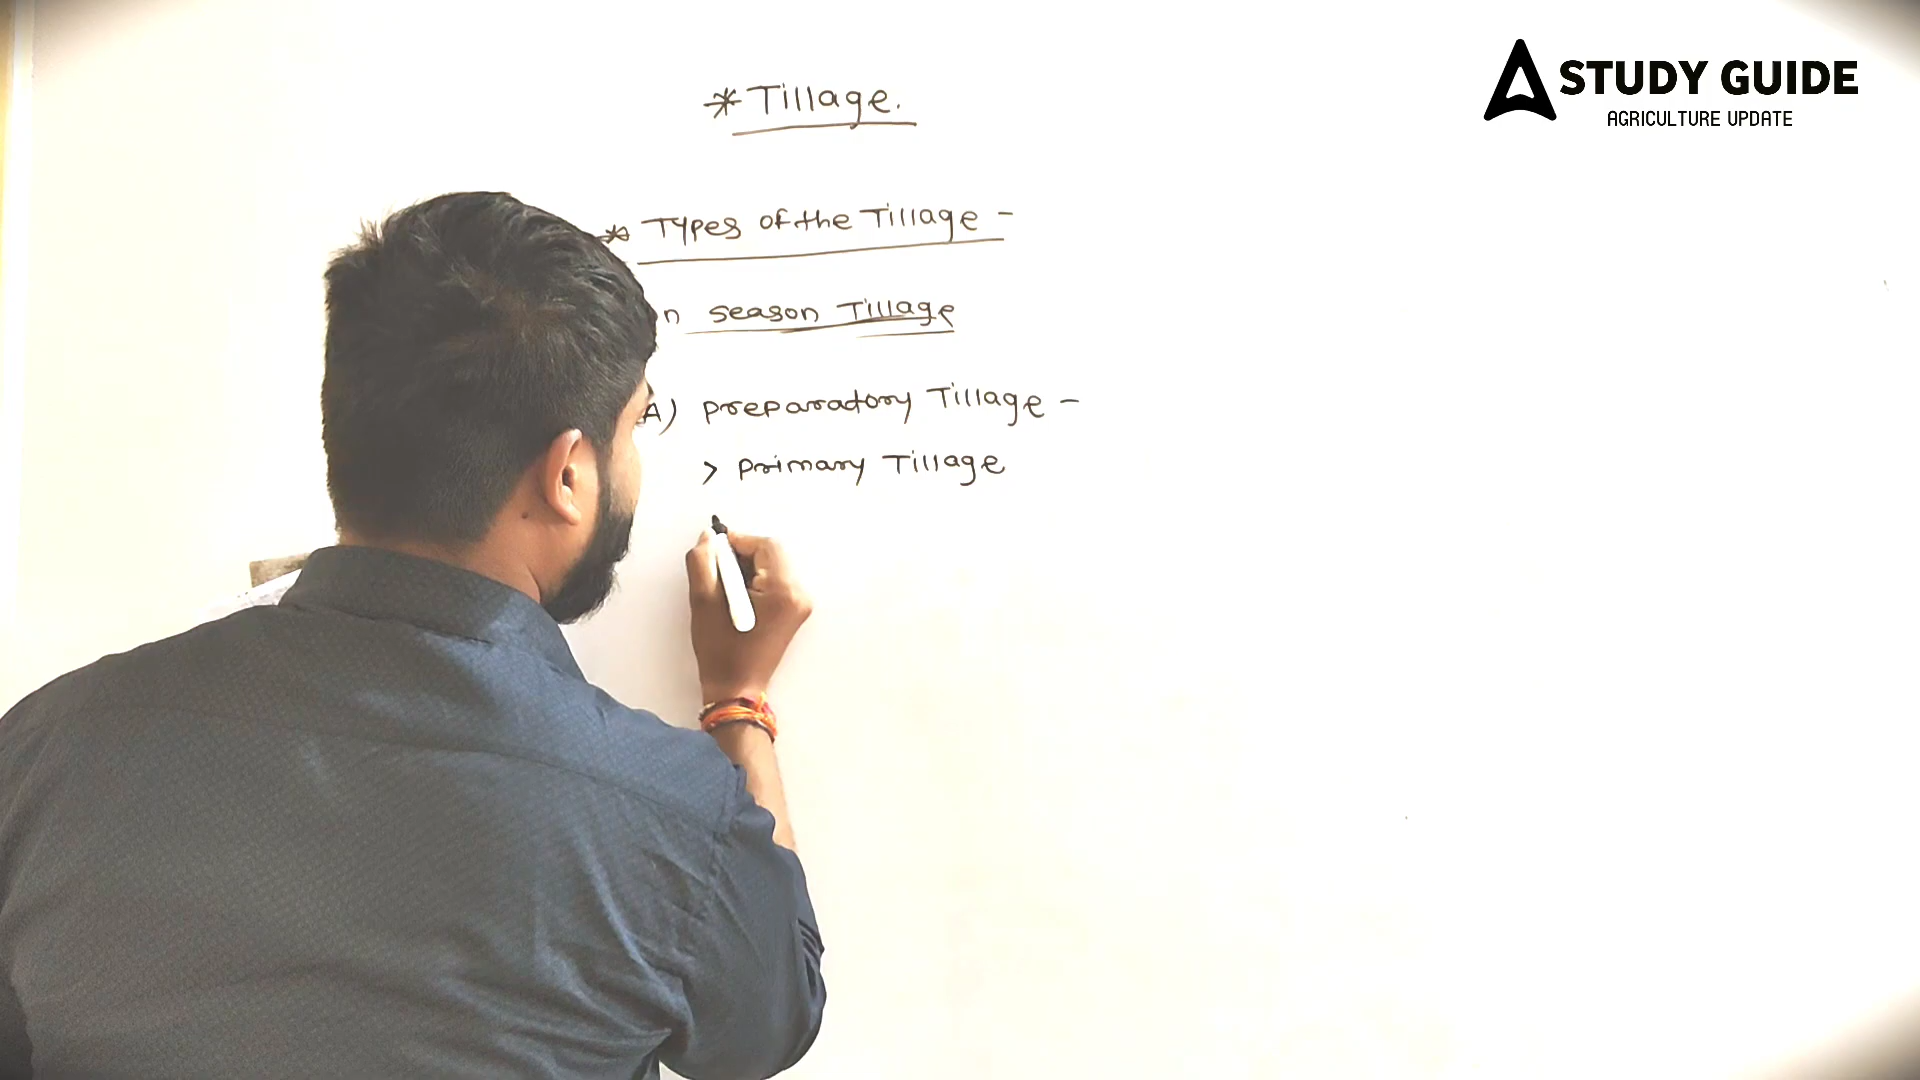 STUDY GUIDE
AGRICULTURE UPDATE
* Tillage.
* Types of the Tillage -
season Tillage
A) preparatory Tillage -
> primary Tillage